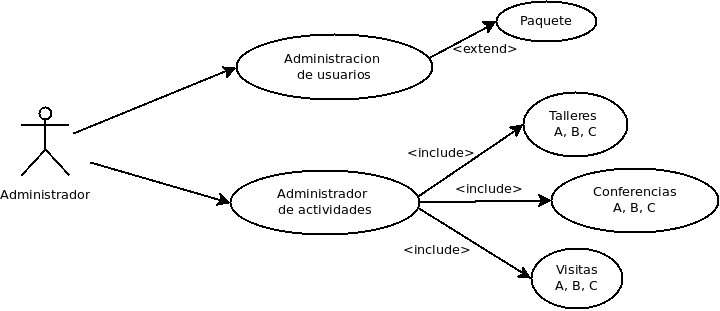 Paquete
<extend>
Administracion
de usuarios
Talleres
A, B, C
<include>
Administrador
Administrador
de actividades
<include>
Conferencias
A, B, C
<include>
Visitas
A, B, C